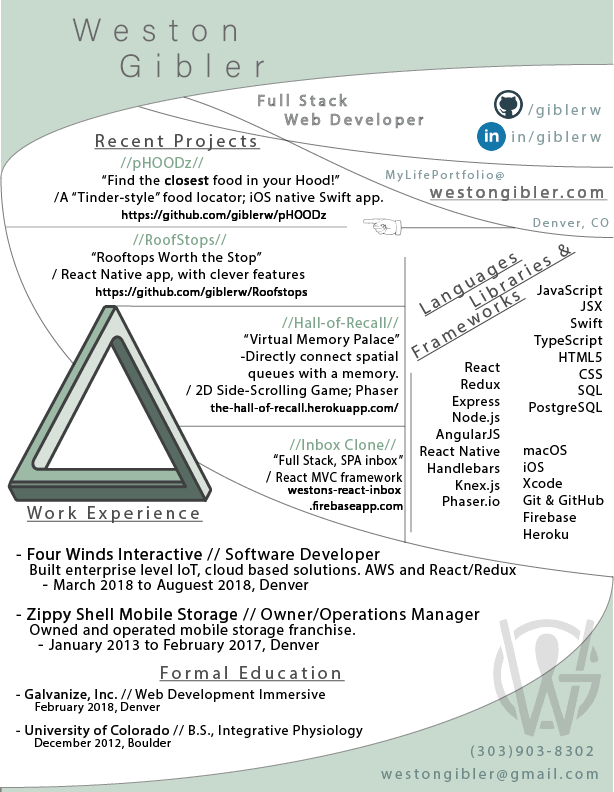 Weston
Gibler
Full Stack
Web Developer
/giblerw
in in/giblerw
MyLifePortfolio@
westongibler.com
Denver, CO
Recent Projects
//pHOODz//
“Find the closest food in your Hood!”
/A “Tinder-style” food locator; iOS native Swift app.
https://github.com/giblerw/pHOODz
//RoofStops//
“Rooftops Worth the Stop”
/ React Native app, with clever features
https://github.com/giblerw/Roofstops
//Hall-of-Recall//
“Virtual Memory Palace”
-Directly connect spatial
queues with a memory.
/ 2D Side-Scrolling Game; Phaser
the-hall-of-recall.herokuapp.com/
//Inbox Clone//
“Full Stack, SPA inbox”
/ React MVC framework
westons-react-inbox
.firebaseapp.com
Languages
Libraries &
Frameworks
JavaScript
JSX
Swift
TypeScript
HTML5
CSS
SQL
PostgreSQL
React
Redux
Express
Node.js
AngularJS
React Native
Handlebars
Knex.js
Phaser.io
macOS
iOS
Xcode
Git & GitHub
Firebase
Heroku
Work Experience
- Four Winds Interactive // Software Developer
Built enterprise level IoT, cloud based solutions. AWS and React/Redux
- March 2018 to Auguest 2018, Denver
- Zippy Shell Mobile Storage // Owner/Operations Manager
Owned and operated mobile storage franchise.
- January 2013 to February 2017, Denver
Formal Education
- Galvanize, Inc. // Web Development Immersive
February 2018, Denver
- University of Colorado // B.S., Integrative Physiology
December 2012, Boulder
WG
(303)903-8302
westongibler@gmail.com